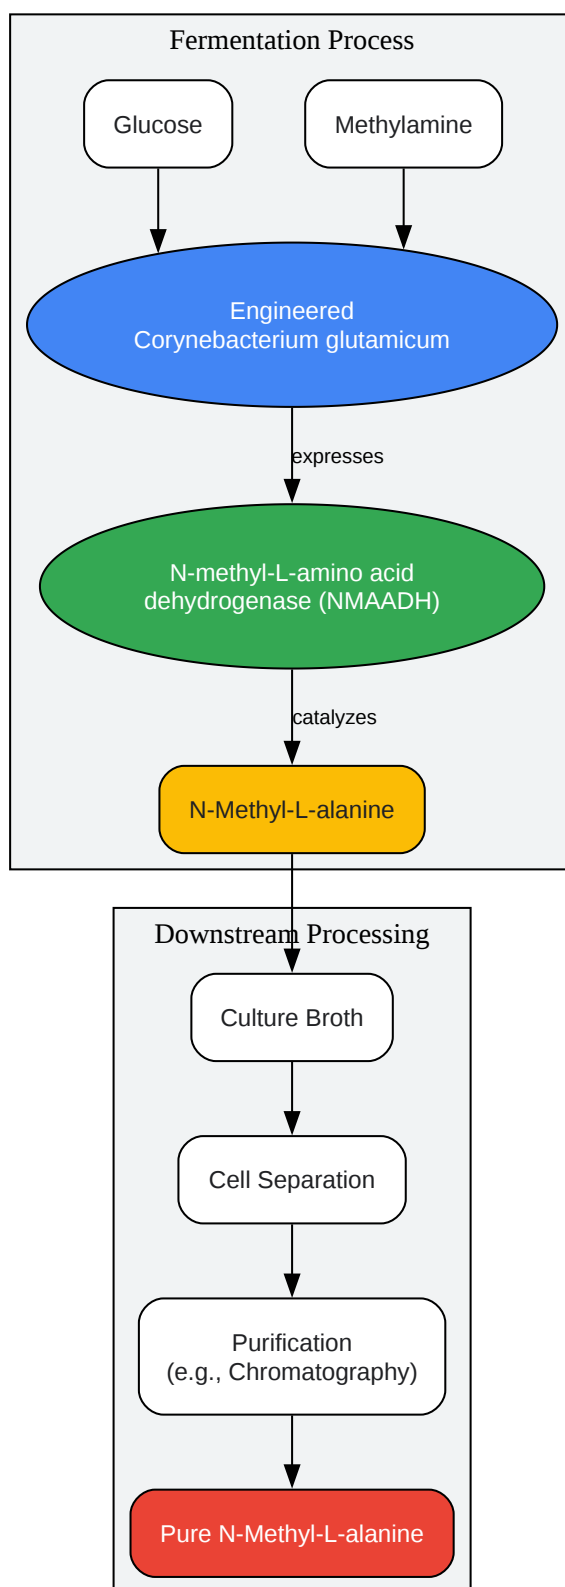 Fermentation Process
Glucose
Methylamine
Engineered
Corynebacterium glutamicum
expresses
N-methyl-L-amino acid
dehydrogenase (NMAADH)
catalyzes
N-Methyl-L-alanine
Downstream Processing
Culture Broth
Cell Separation
Purification
(e.g., Chromatography)
Pure N-Methyl-L-alanine